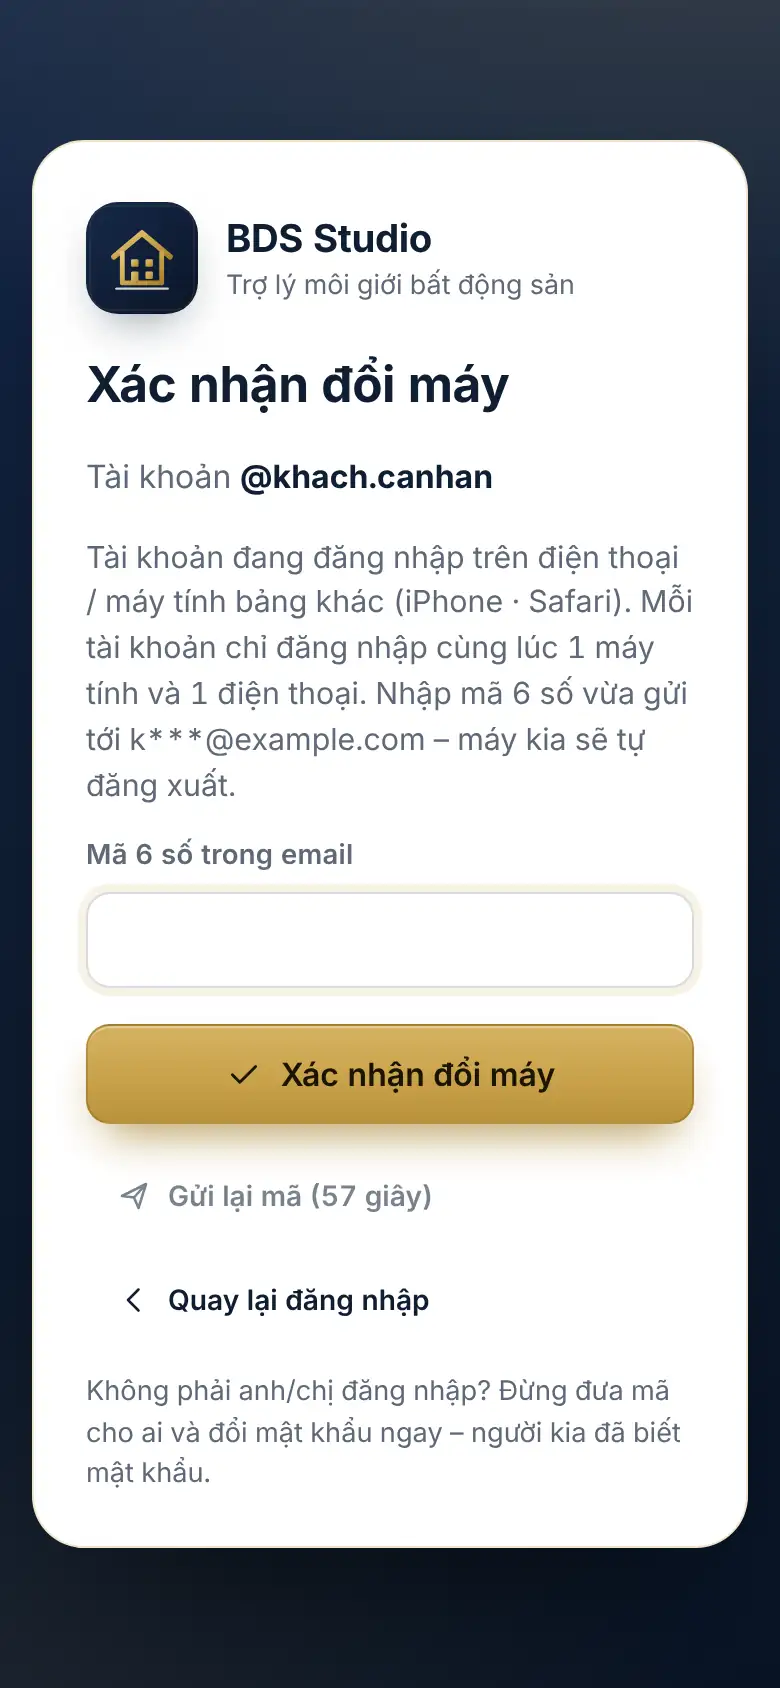 BDS Studio
Trợ lý môi giới bất động sản
Xác nhận đổi máy
Tài khoản @khach.canhan
Tài khoản đang đăng nhập trên điện thoại
/ máy tính bảng khác (iPhone · Safari). Mỗi
tài khoản chỉ đăng nhập cùng lúc 1 máy
tính và 1 điện thoại. Nhập mã 6 số vừa gửi
tới k***@example.com – máy kia sẽ tự
đăng xuất.
Mã 6 số trong email
Xác nhận đổi máy
Gửi lại mã (57 giây)
Quay lại đăng nhập
Không phải anh/chị đăng nhập? Đừng đưa mã
cho ai và đổi mật khẩu ngay – người kia đã biết
mật khẩu.